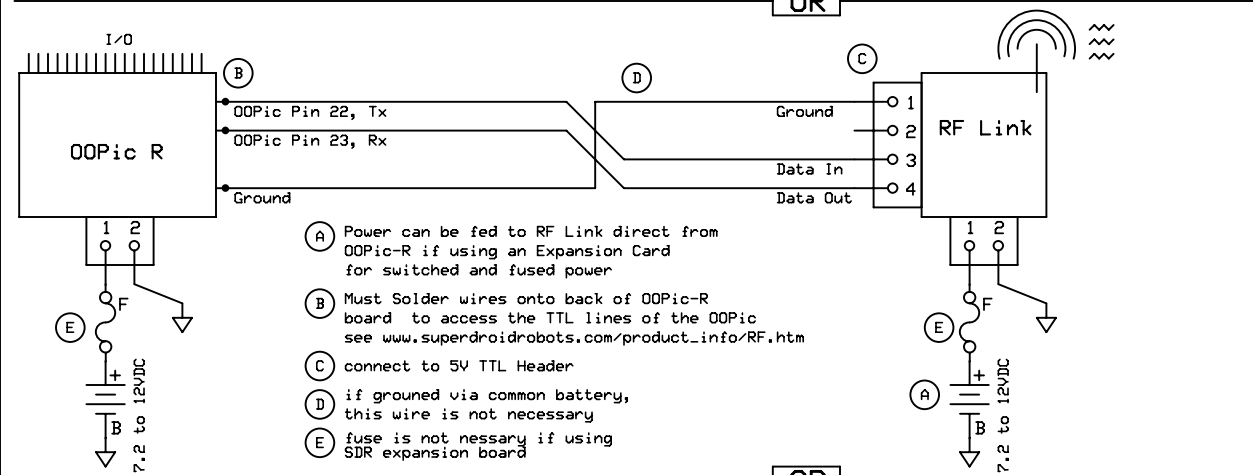 OR
I/O
B
D
C
OOPic Pin 22, Tx
Ground
1
2
RF Link
OOPic Pin 23, Rx
OOPic R
3
Data In
4
Ground
Data Out
1 2
1 2
A Power can be fed to RF Link direct from
OOPic-R if using an Expansion Card
for switched and fused power
B Must Solder wires onto back of OOPic-R
board to access the TTL lines of the OOPic
see www.superdroidrobots.com/product_info/RF.htm
C connect to 5V TTL Header
D if grouned via common battery,
this wire is not necessary
E fuse is not nessary if using
SDR expansion board
F
E
+
B
7.2 to 12VDC
F
E
+
A
B
7.2 to 12VDC
OR